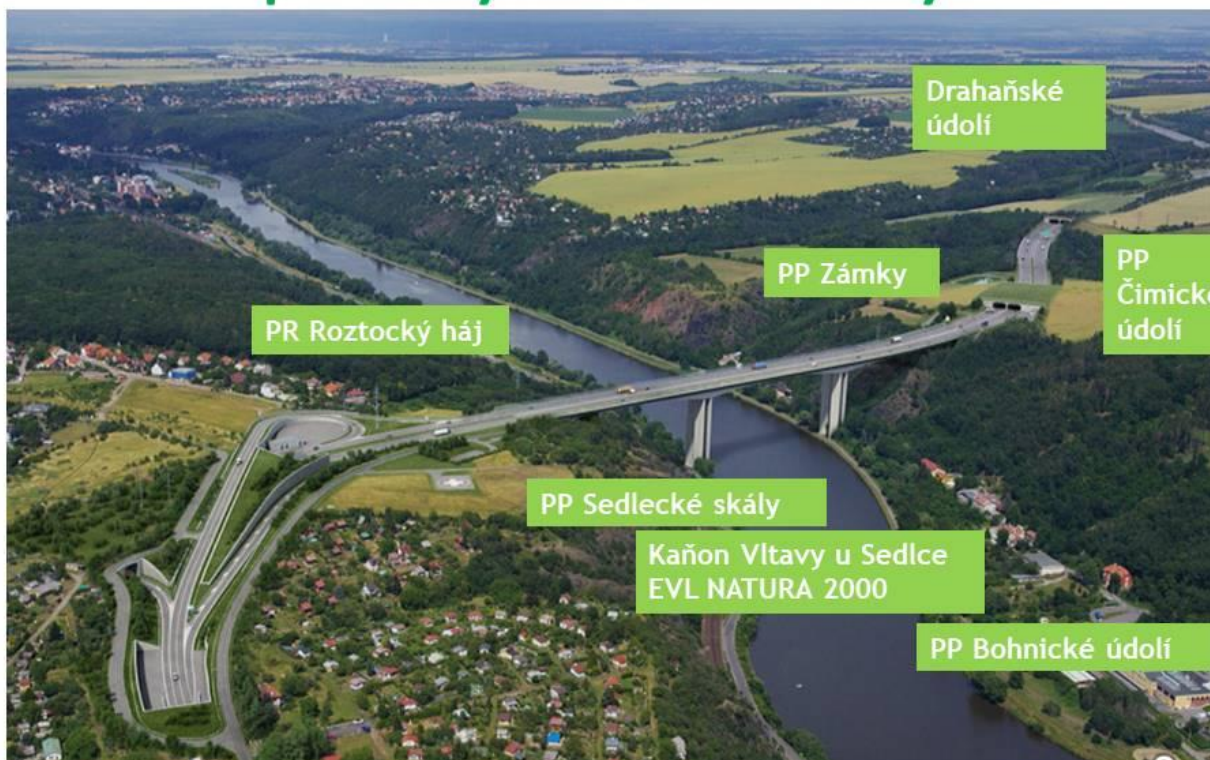 Drahaňské
údolí
PP Zámky
PP
Čimické
údolí
PR Roztocký háj
PP Sedlecké skály
Kaňon Vltavy u Sedlce
EVL NATURA 2000
PP Bohnické údolí